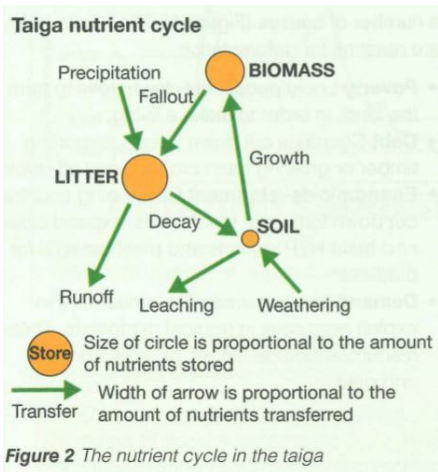 Taiga nutrient cycle
Precipitation
BIOMASS
Fallout
Growth
LITTER
Decay
SOIL
Runoff
Leaching
Weathering
Store
Size of circle is proportional to the amount
of nutrients stored
Width of arrow is proportional to the
amount of nutrients transferred
Transfer
Figure 2 The nutrient cycle in the taiga